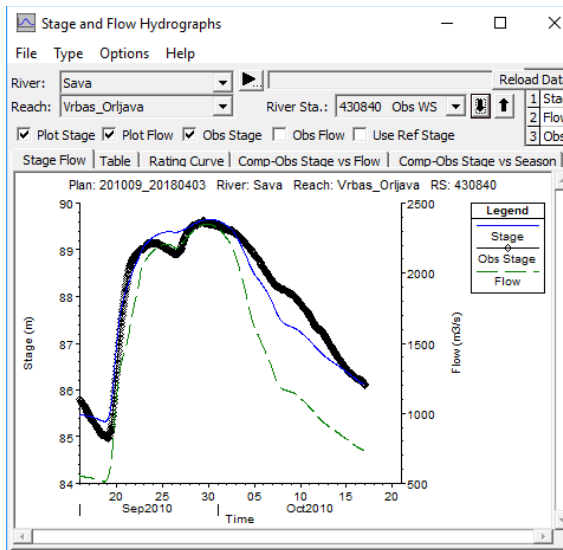 Stage and Flow Hydrographs
File Type Options Help
River: Sava Reload Dat
Reach: Vrbas_Orljava River Sta.: 430840 Obs WS
1 Sta
2 Flow
3 Obs
Plot Stage Plot Flow Obs Stage Obs Flow Use Ref Stage
Stage Flow Table Rating Curve Comp-Obs Stage vs Flow Comp-Obs Stage vs Season
Plan: 201009_20180403 River: Sava Reach: Vrbas_Orljava RS: 430840
90
89
88
87
86
85
84
Stage (m)
2500
2000
1500
1000
500
Flow (m3/s)
Legend
Stage
Obs Stage
Flow
20 25 30 05 10 15 20
Sep2010 Oct2010
Time